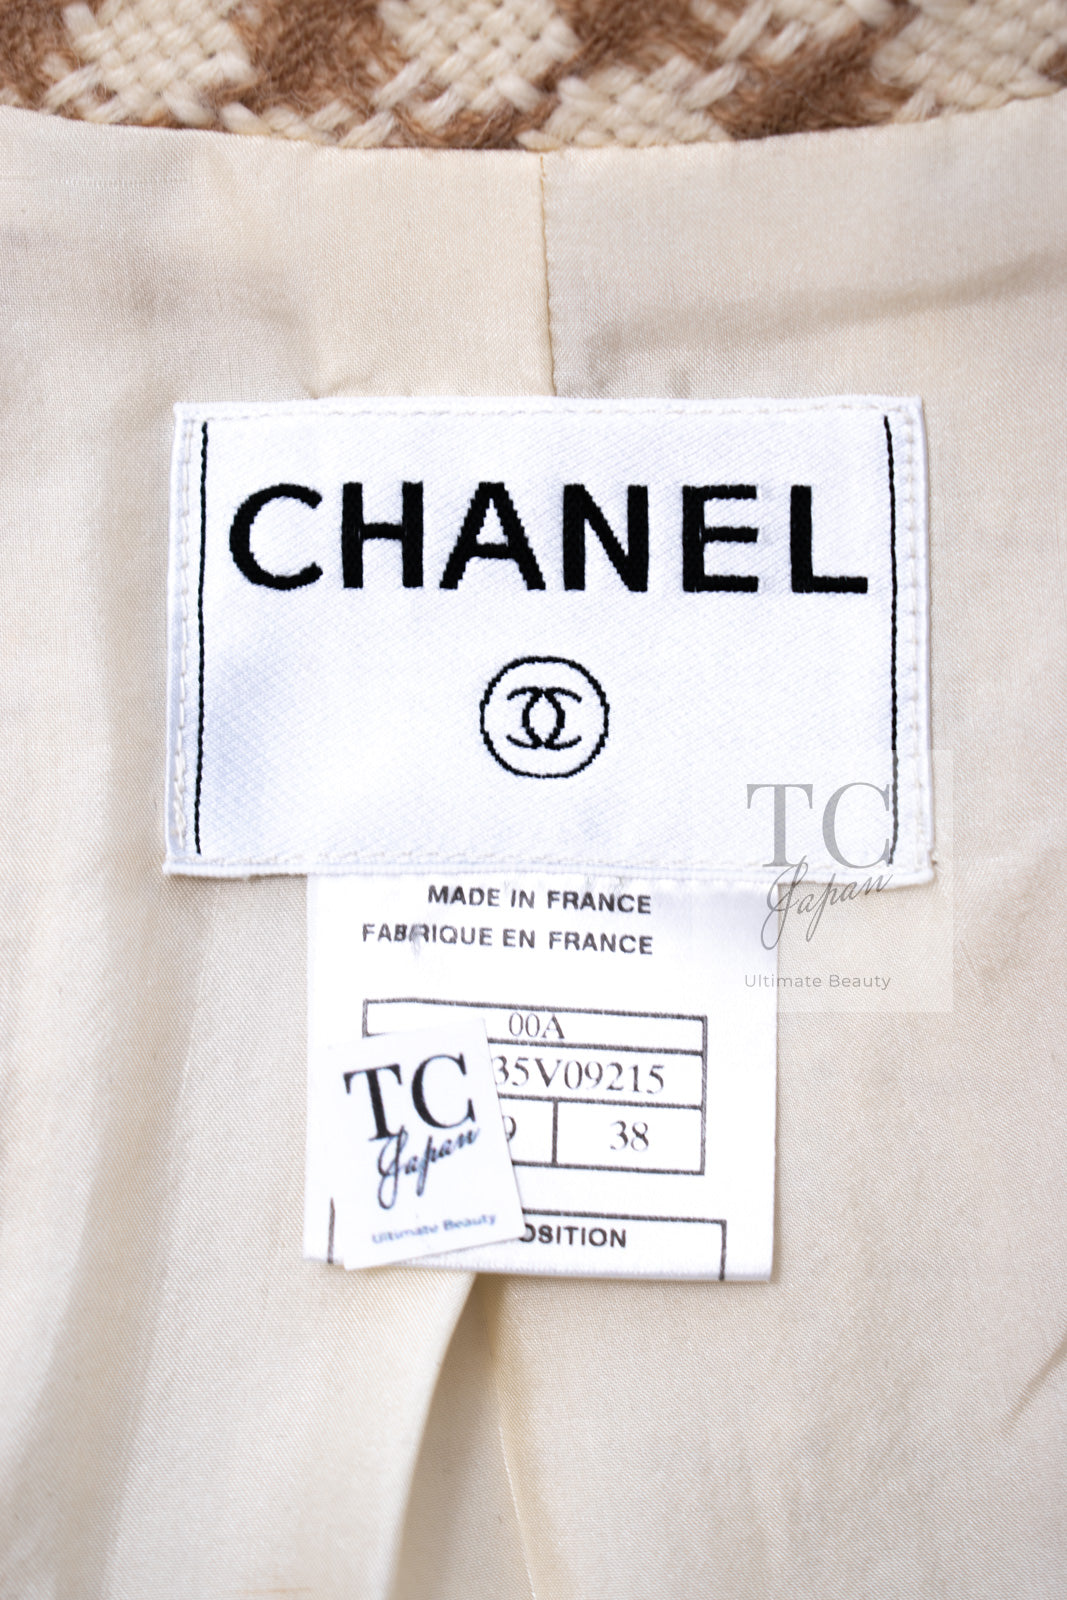 CHANEL
TC
Japan
Ultimate Beauty
MADE IN FRANCE
FABRIQUE EN FRANCE
00A
35V09215
9 38
TC
Japan
Ultimate Beauty
OSITION